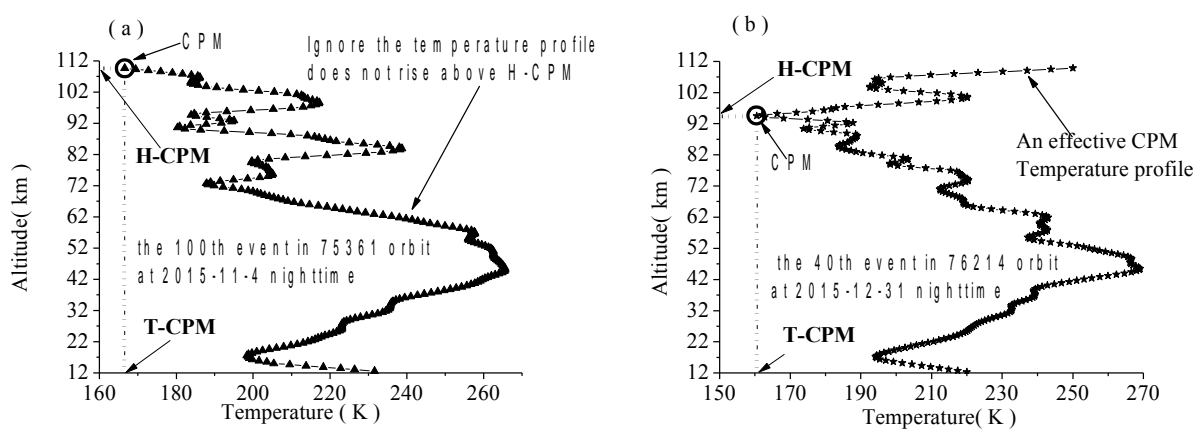 ( a )
CPM
Ignore the temperature profile
does not rise above H-CPM
H-CPM
the 100th event in 75361 orbit
at 2015-11-4 nighttime
T-CPM
112
102
92
82
72
62
52
42
32
22
12
Altitude( km)
160 180 200 220 240 260
Temperature ( K )
( b )
H-CPM
CPM
An effective CPM
Temperature profile
the 40th event in 76214 orbit
at 2015-12-31 nighttime
T-CPM
112
102
92
82
72
62
52
42
32
22
12
Altitude( km )
150 170 190 210 230 250 270
Temperature( K )